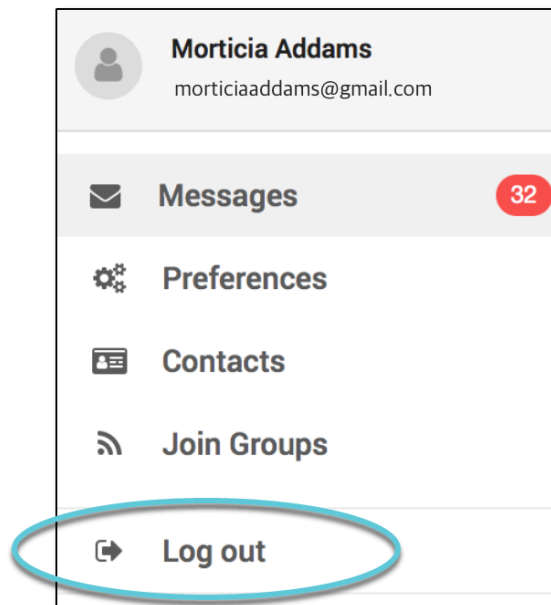 Morticia Addams
morticiaaddams@gmail.com
Messages 32
Preferences
Contacts
Join Groups
Log out